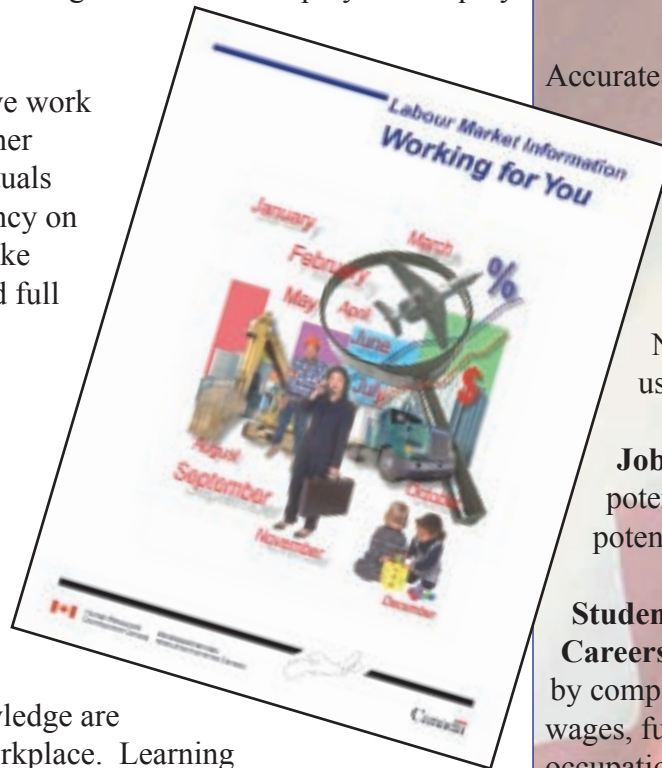 ve work
ner
uals
ncy on
ke
d full
Labour Market Information
Working for You
January
February
March
%
May
April
June
July
$
August
September
October
November
December
Canada
wledge are
rkplace. Learning
Accurate
N
us
Job
poten
poten
Studen
Careers
by comp
wages, fu